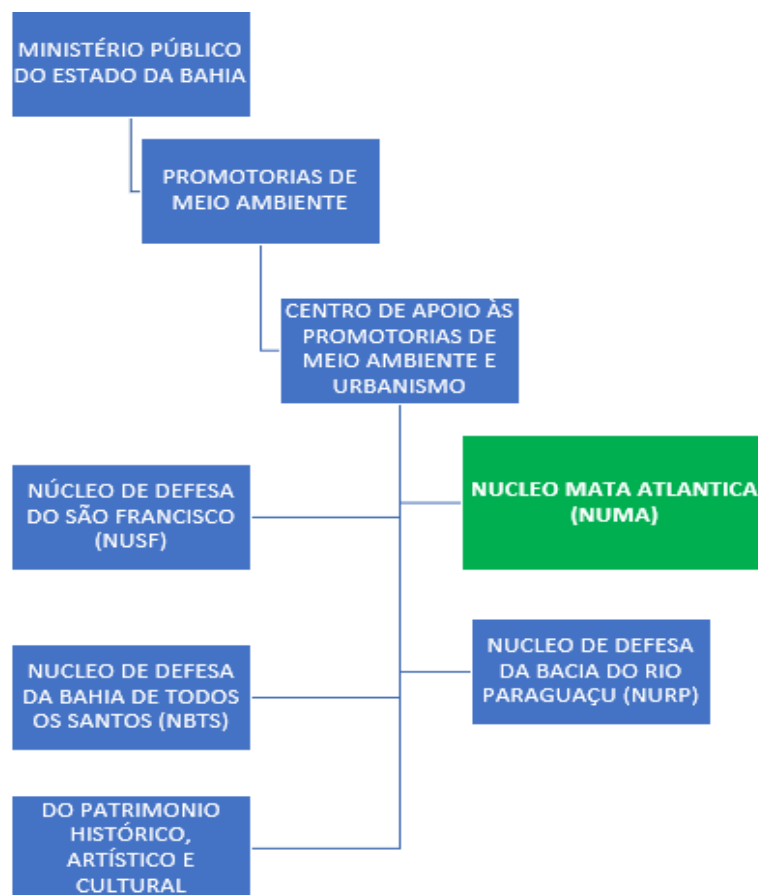 MINISTÉRIO PÚBLICO
DO ESTADO DA BAHIA
PROMOTORIAS DE
MEIO AMBIENTE
CENTRO DE APOIO ÀS
PROMOTORIAS DE
MEIO AMBIENTE E
URBANISMO
NUCLEO MATA ATLANTICA
(NUMA)
NÚCLEO DE DEFESA
DO SÃO FRANCISCO
(NUSF)
NUCLEO DE DEFESA
DA BACIA DO RIO
PARAGUAÇU (NURP)
NUCLEO DE DEFESA
DA BAHIA DE TODOS
OS SANTOS (NBTS)
DO PATRIMONIO
HISTÓRICO,
ARTÍSTICO E
CULTURAL